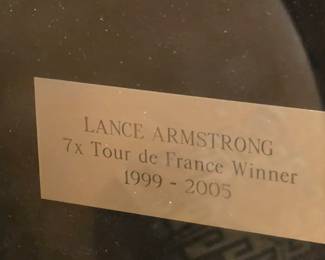 LANCE ARMSTRONG
7x Tour de France Winner
1999 - 2005